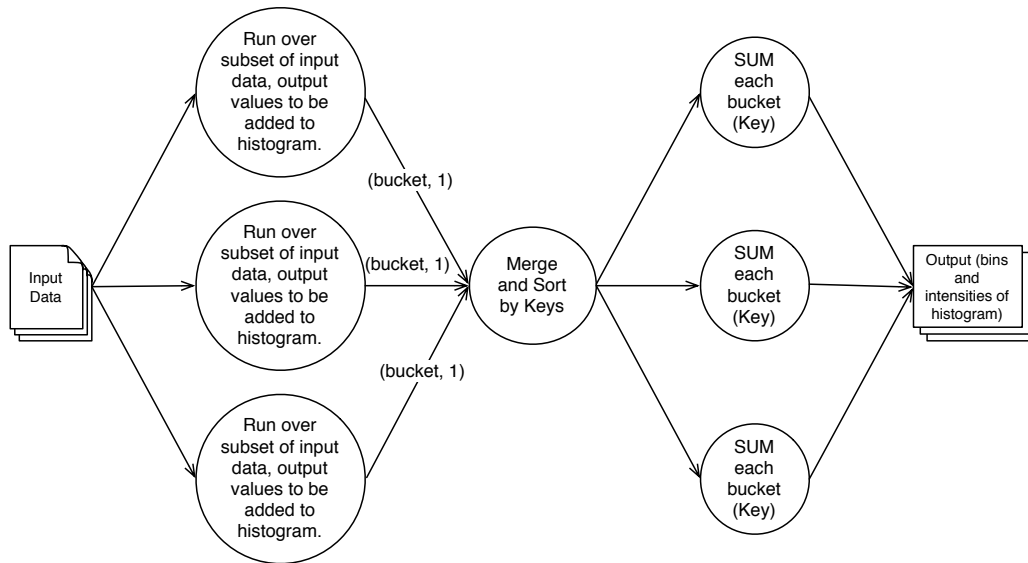 Run over
subset of input
data, output
values to be
added to
histogram.
SUM
each
bucket
(Key)
(bucket, 1)
Input
Data
Run over
subset of input
data, output
values to be
added to
histogram.
(bucket, 1)
Merge
and Sort
by Keys
SUM
each
bucket
(Key)
Output (bins
and
intensities of
histogram)
(bucket, 1)
Run over
subset of input
data, output
values to be
added to
histogram.
SUM
each
bucket
(Key)